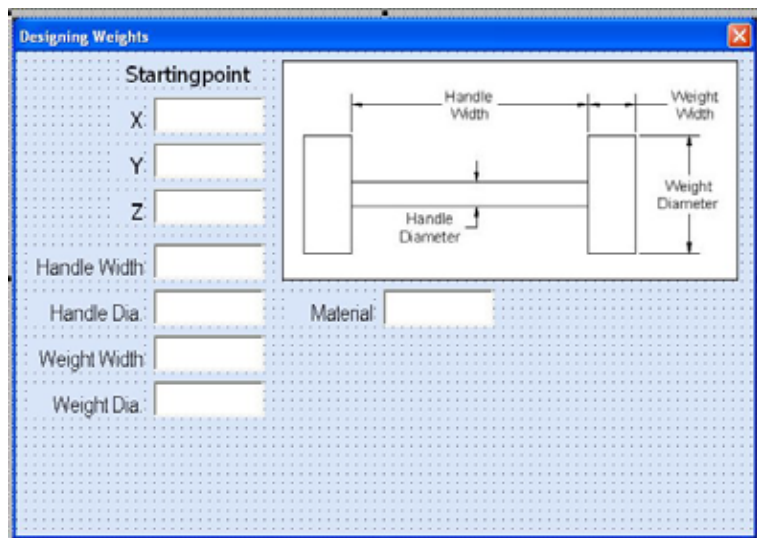 Designing Weights
Startingpoint
X
Y
Z
Handle Width
Handle Dia.
Weight Width
Weight Dia.
Handle
Width
Weight
Width
Weight
Diameter
Handle
Diameter
Material